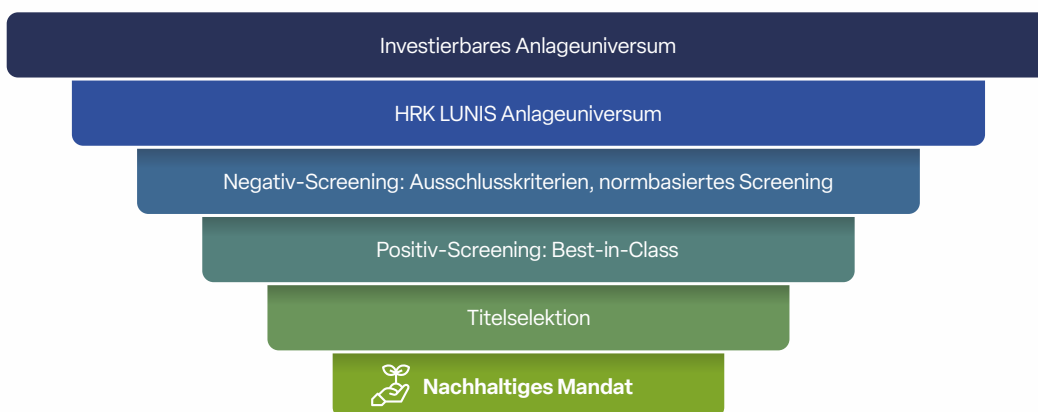 Investierbares Anlageuniversum
HRK LUNIS Anlageuniversum
Negativ-Screening: Ausschlusskriterien, normbasiertes Screening
Positiv-Screening: Best-in-Class
Titelselektion
Nachhaltiges Mandat